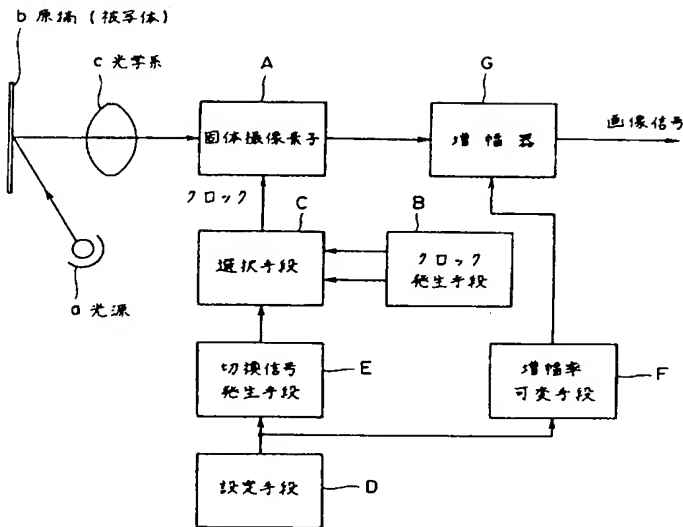 b 原稿 (被写体)
c 光学系
A
G
固体撮像素子
増幅器
画像信号
クロック
C
B
選択手段
クロック
発生手段
a 光源
切換信号
発生手段
E
増幅率
可変手段
F
設定手段
D